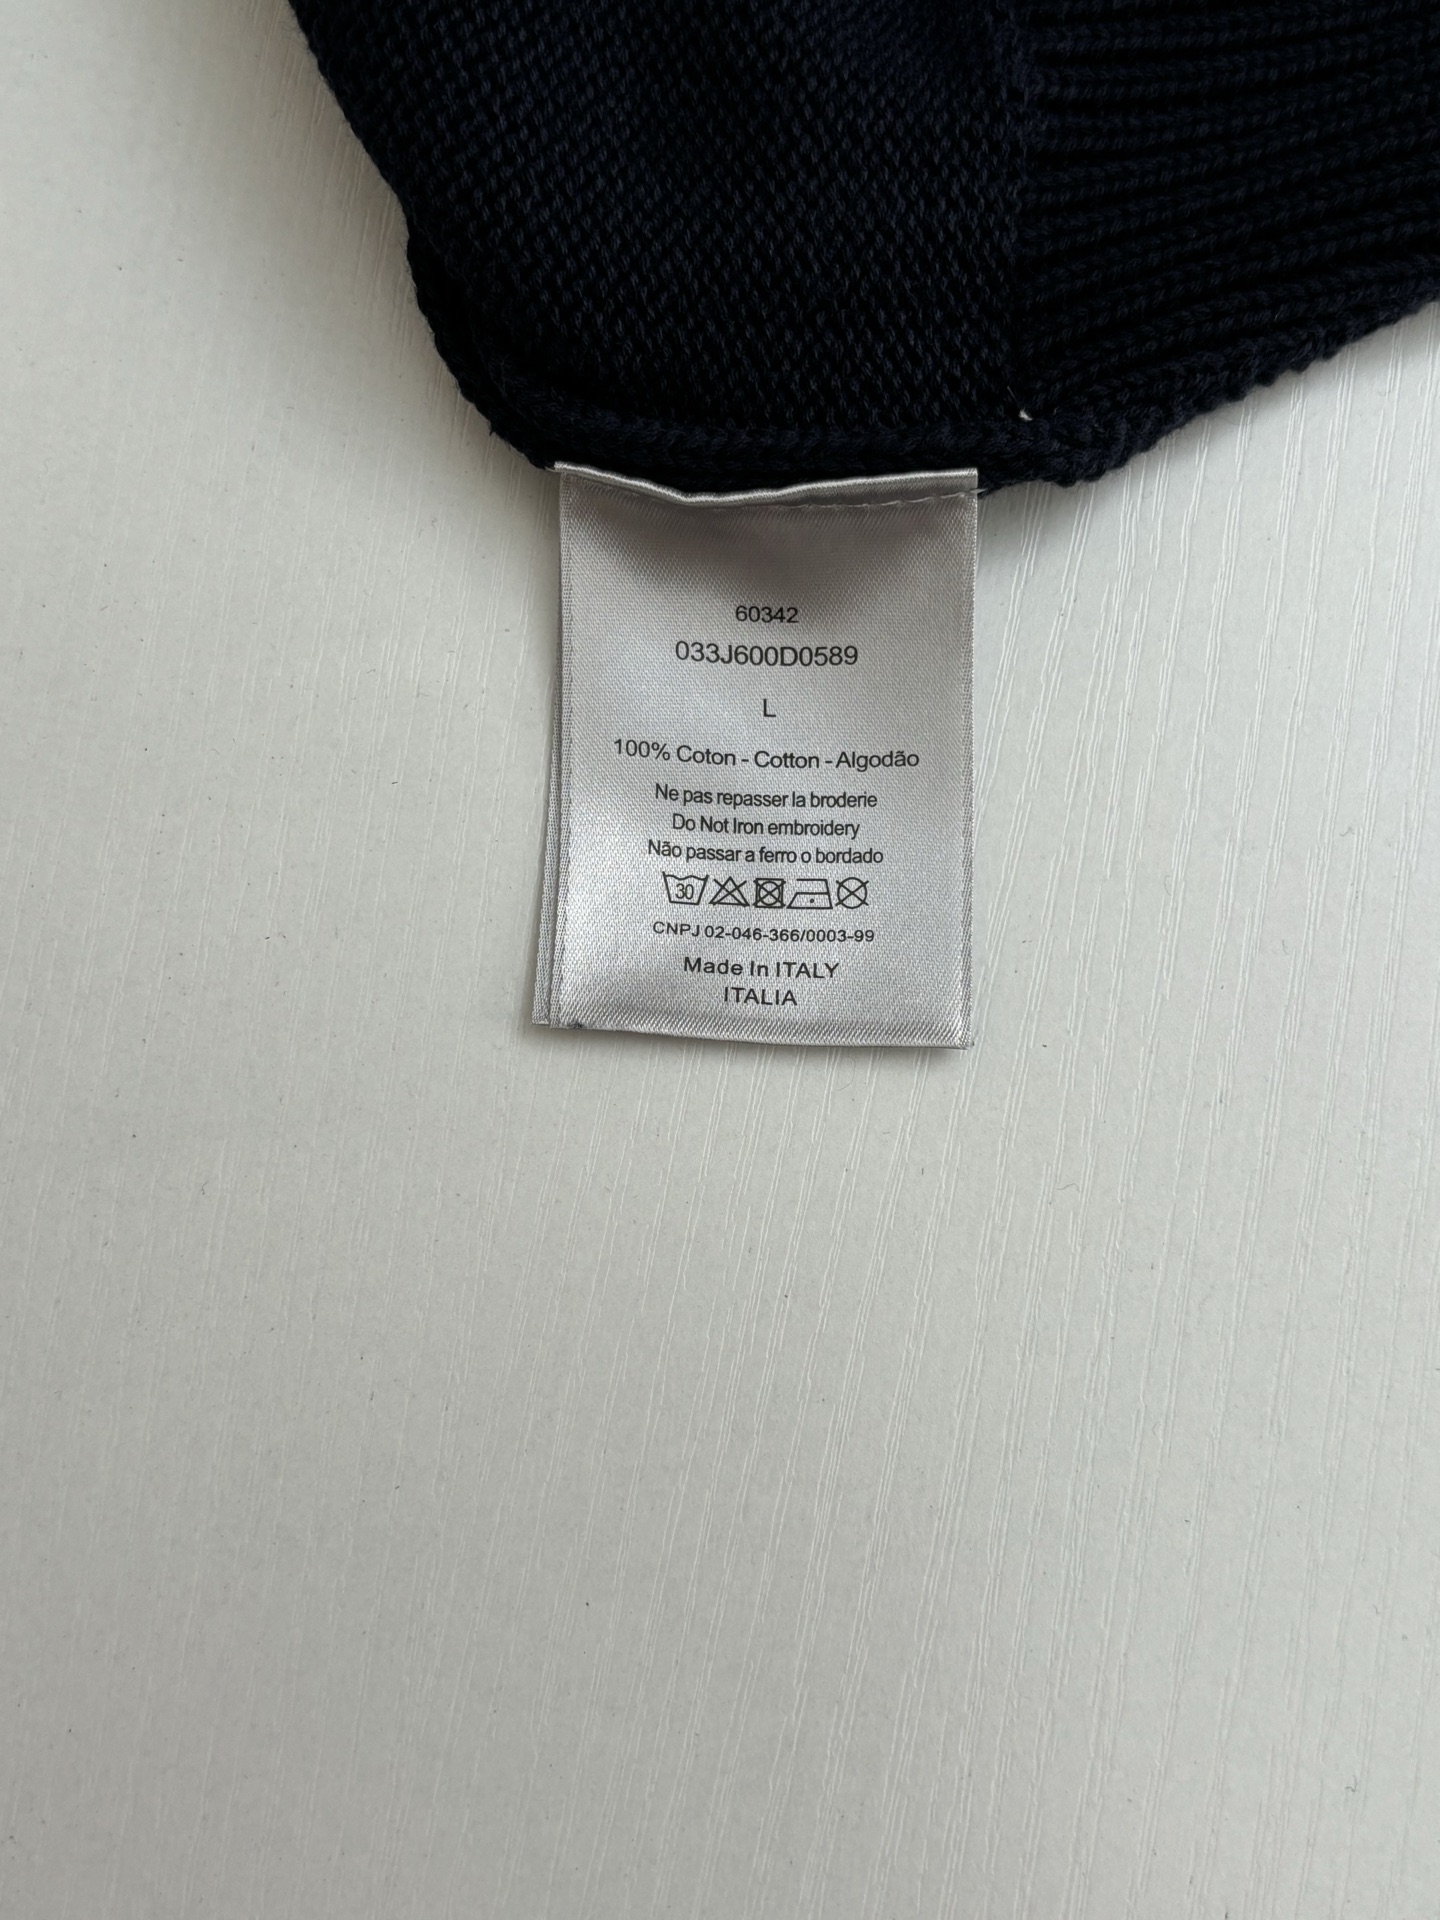 60342
033J600D0589
L
100% Coton - Cotton - Algodão
Ne pas repasser la broderie
Do Not Iron embroidery
Não passar a ferro o bordado
30
CNPJ 02-046-366/0003-99
Made In ITALY
ITALIA